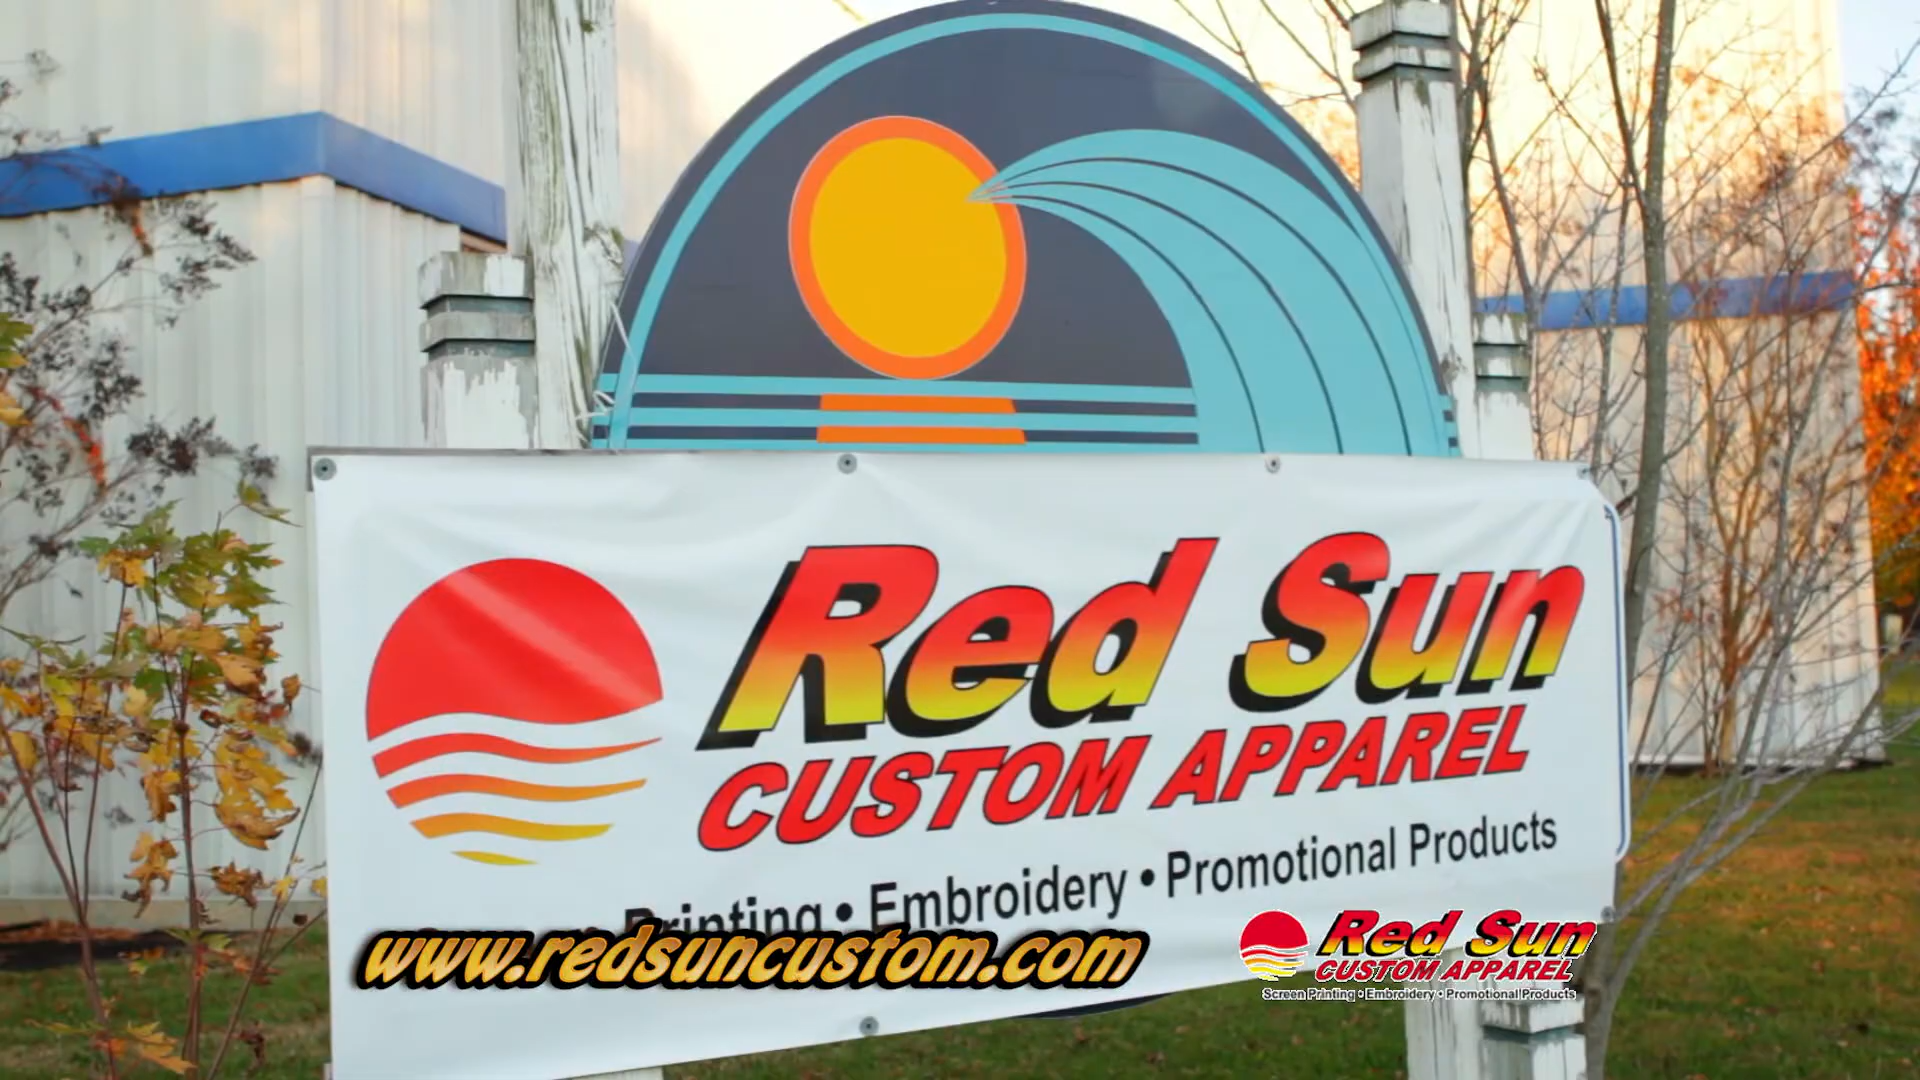 Red Sun
CUSTOM APPAREL
Printing • Embroidery • Promotional Products
www.redsuncustom.com
Red Sun
CUSTOM APPAREL
Screen Printing • Embroidery • Promotional Products